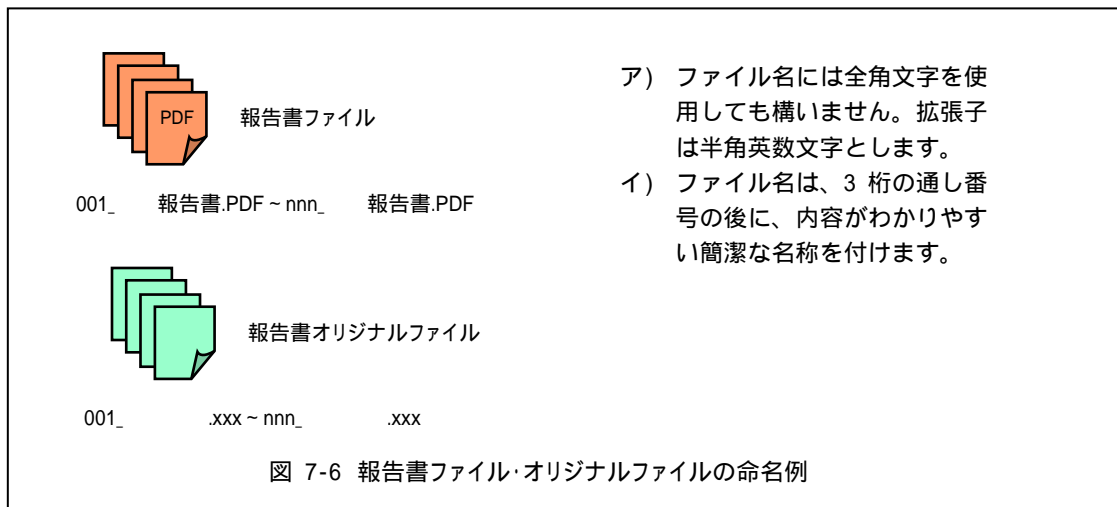 PDF
報告書ファイル
001_ 報告書.PDF ~ nnn_ 報告書.PDF
報告書オリジナルファイル
001_ .xxx ~ nnn_ .xxx
ア) ファイル名には全角文字を使
用しても構いません。拡張子
は半角英数文字とします。
イ) ファイル名は、3 桁の通し番
号の後に、内容がわかりやす
い簡潔な名称を付けます。
図 7-6 報告書ファイル・オリジナルファイルの命名例